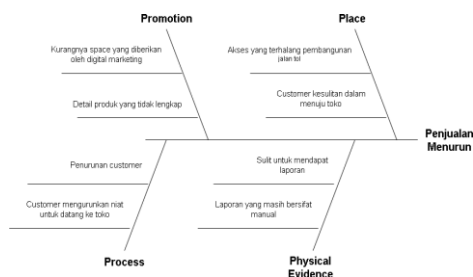 Promotion
Place
Kurangnya space yang diberikan
oleh digital marketing
Akses yang terhalang pembangunan
jalan tol
Detail produk yang tidak lengkap
Customer kesulitan dalam
menuju toko
Penjualan
Menurun
Penurunan customer
Sulit untuk mendapat
laporan
Customer mengurunkan niat
untuk datang ke toko
Laporan yang masih bersifat
manual
Process
Physical
Evidence